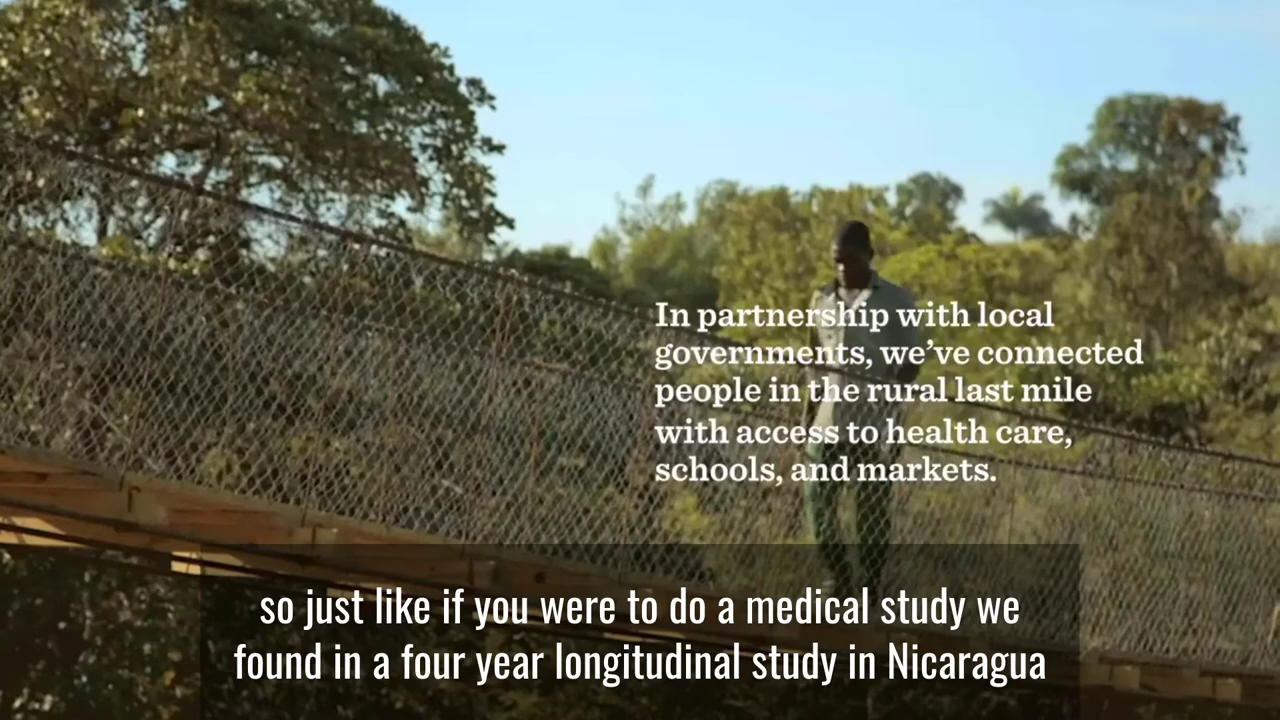 In partnership with local
governments, we’ve connected
people in the rural last mile
with access to health care,
schools, and markets.
so just like if you were to do a medical study we
found in a four year longitudinal study in Nicaragua